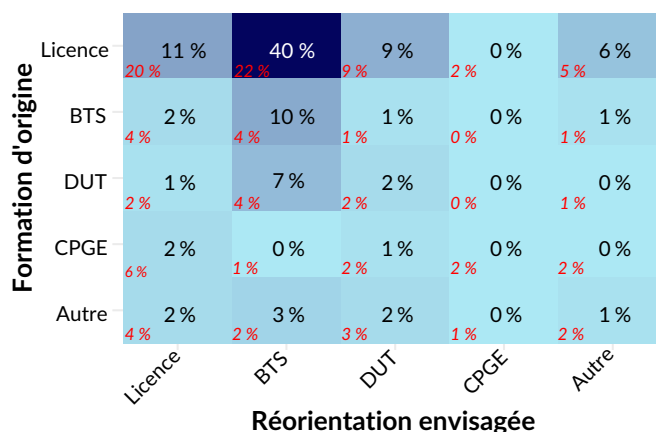 Formation d'origine
Licence 11 % 40 % 9 % 0 % 6 %
20 % 22 % 9 % 2 % 5 %
BTS 2 % 10 % 1 % 0 % 1 %
4 % 4 % 1 % 0 % 1 %
DUT 1 % 7 % 2 % 0 % 0 %
2 % 4 % 2 % 0 % 1 %
CPGE 2 % 0 % 1 % 0 % 0 %
6 % 1 % 2 % 2 % 2 %
Autre 2 % 3 % 2 % 0 % 1 %
4 % 2 % 3 % 1 % 2 %
Licence BTS DUT CPGE Autre
Réorientation envisagée